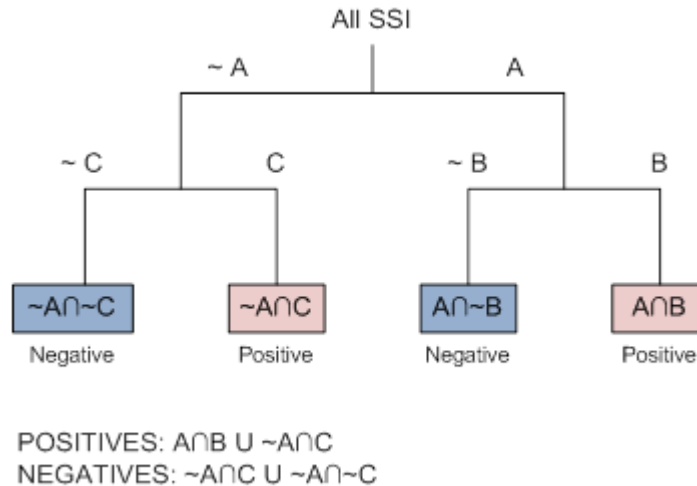 All SSI
~ A A
~ C C ~ B B
~A∩~C ~A∩C A∩~B A∩B
Negative Positive Negative Positive
POSITIVES: A∩B U ~A∩C
NEGATIVES: ~A∩C U ~A∩~C